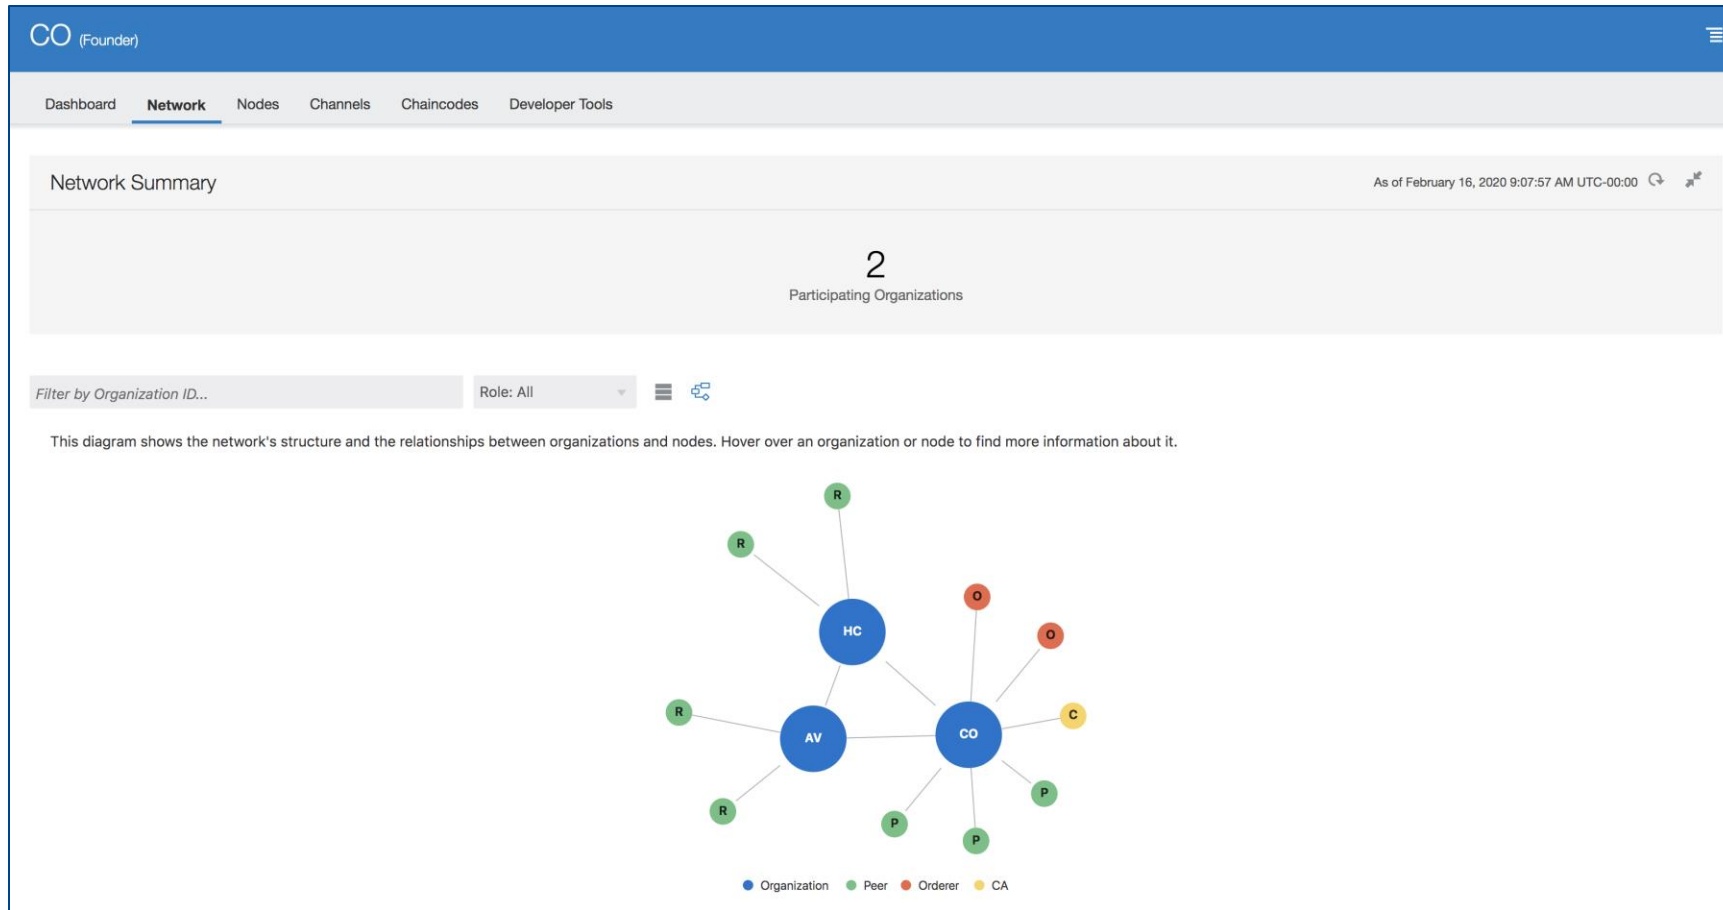 CO (Founder)
Dashboard Network Nodes Channels Chaincodes Developer Tools
Network Summary
As of February 16, 2020 9:07:57 AM UTC-00:00
2
Participating Organizations
Filter by Organization ID...
Role: All
This diagram shows the network's structure and the relationships between organizations and nodes. Hover over an organization or node to find more information about it.
R
R
O
HC
O
R
C
AV
CO
P
R
P
P
Organization Peer Orderer CA